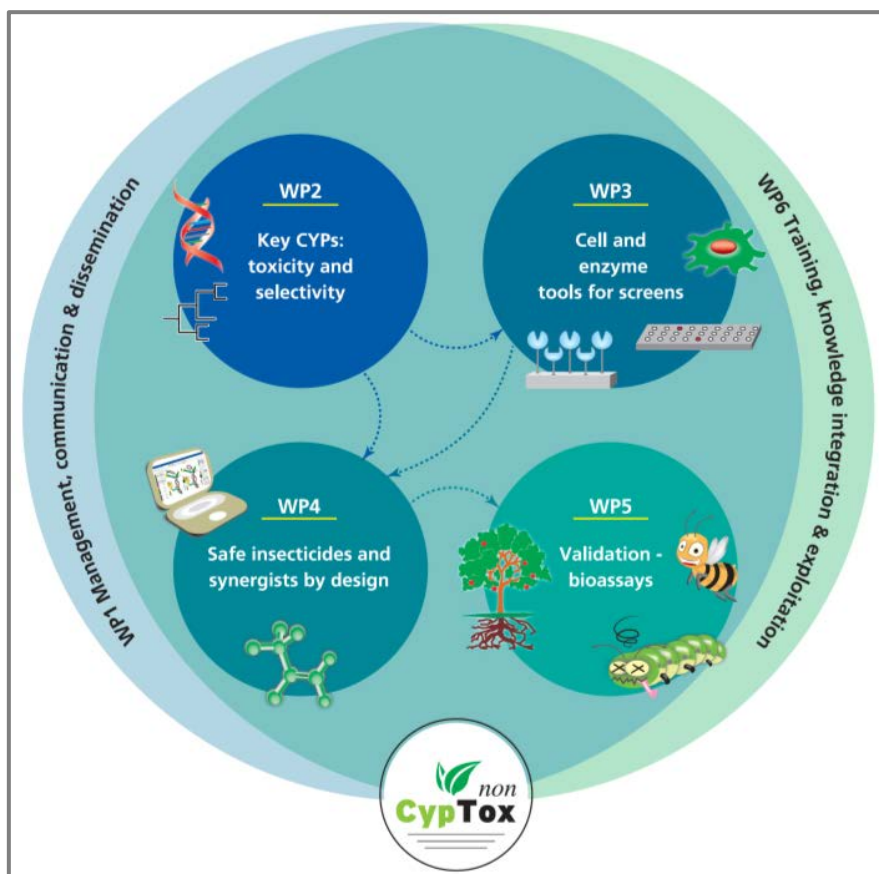 WP1 Management, communication & dissemination
WP2
Key CYPs:
toxicity and
selectivity
WP3
Cell and
enzyme
tools for screens
WP6 Training, knowledge integration & exploitation
WP4
Safe insecticides and
synergists by design
WP5
Validation -
bioassays
non
CypTox